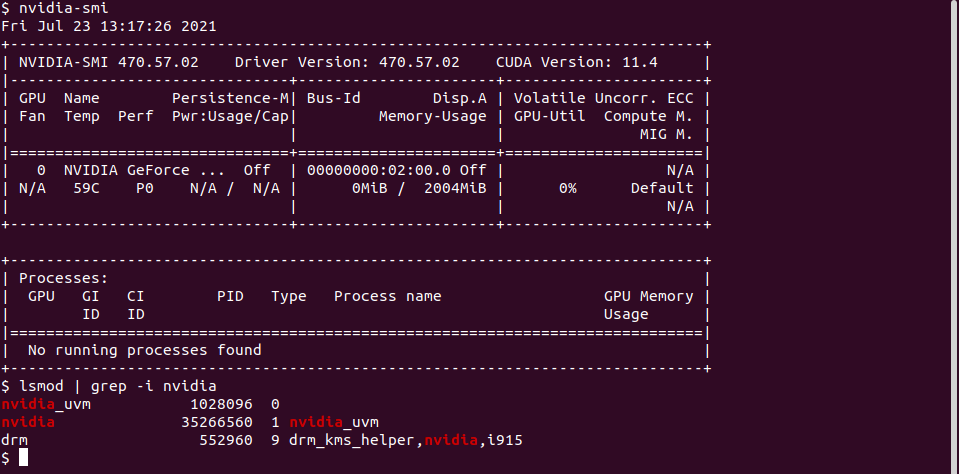 $ nvidia-smi
Fri Jul 23 13:17:26 2021
+-----------------------------------------------------------------------------+
| NVIDIA-SMI 470.57.02    Driver Version: 470.57.02    CUDA Version: 11.4     |
|-------------------------------+----------------------+----------------------+
| GPU  Name        Persistence-M| Bus-Id        Disp.A | Volatile Uncorr. ECC |
| Fan  Temp  Perf  Pwr:Usage/Cap|         Memory-Usage | GPU-Util  Compute M. |
|                               |                      |               MIG M. |
|===============================+======================+======================|
|   0  NVIDIA GeForce ...  Off  | 00000000:02:00.0 Off |                  N/A |
| N/A   59C    P0    N/A /  N/A |      0MiB /  2004MiB |      0%      Default |
|                               |                      |                  N/A |
+-------------------------------+----------------------+----------------------+

+-----------------------------------------------------------------------------+
| Processes:                                                                  |
|  GPU   GI   CI        PID   Type   Process name                  GPU Memory |
|        ID   ID                                                   Usage      |
|=============================================================================|
|  No running processes found                                                 |
+-----------------------------------------------------------------------------+
$ lsmod | grep -i nvidia
nvidia_uvm           1028096  0
nvidia              35266560  1 nvidia_uvm
drm                   552960  9 drm_kms_helper,nvidia,i915
$